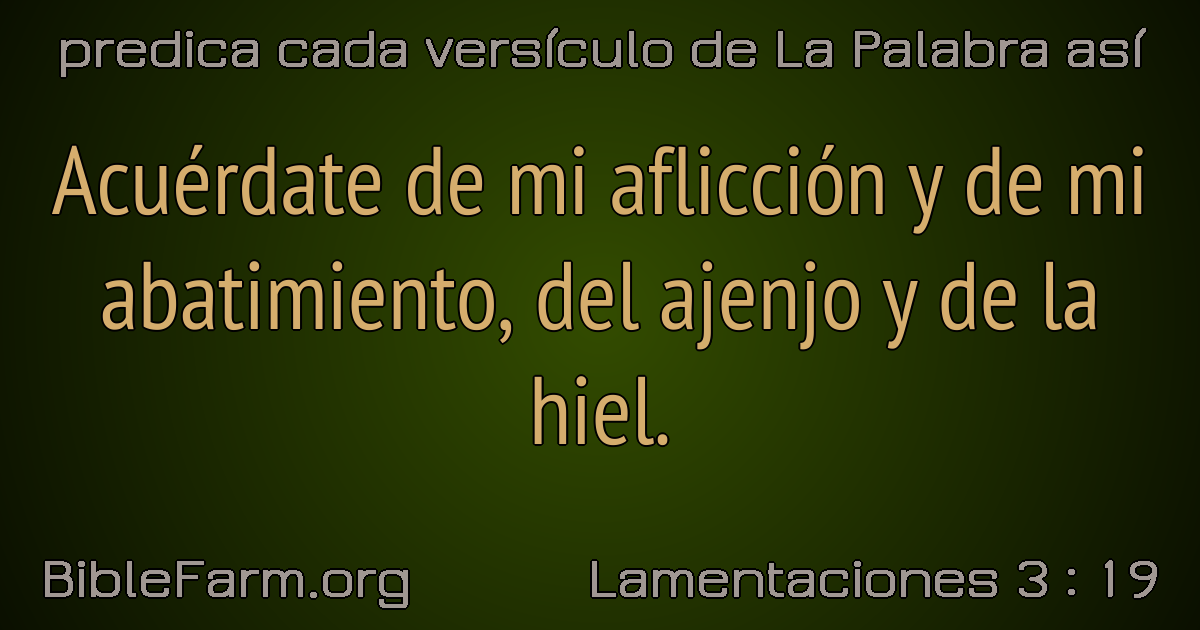 predica cada versículo de La Palabra así
Acuérdate de mi aflicción y de mi
abatimiento, del ajenjo y de la
hiel.
BibleFarm.org
Lamentaciones 3 : 19